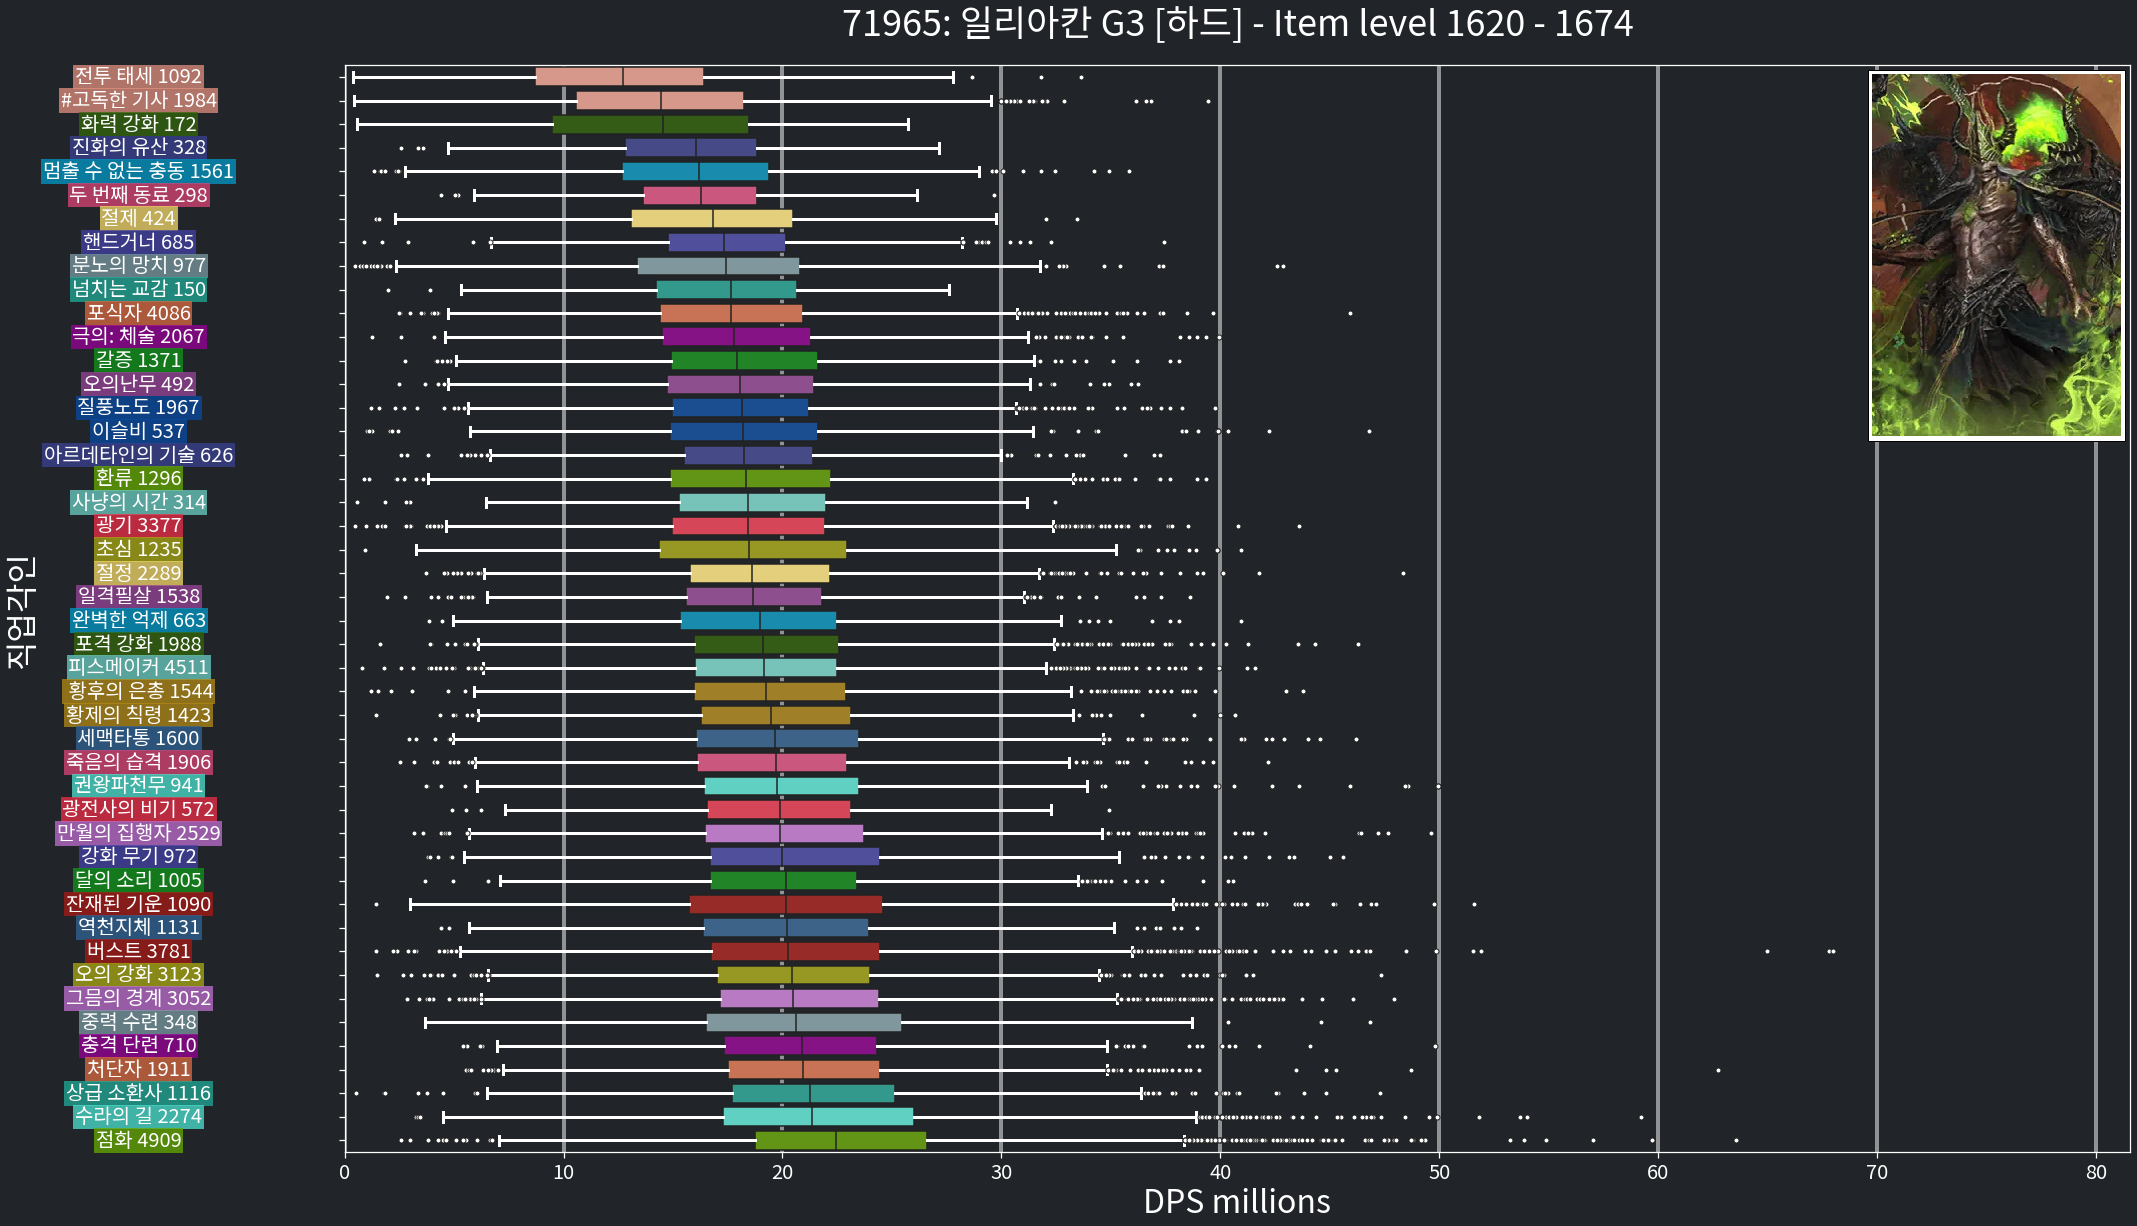 71965: 일리아칸 G3 [하드] - Item level 1620 - 1674
전투 태세 1092
#고독한 기사 1984
화력 강화 172
진화의 유산 328
멈출 수 없는 충동 1561
두 번째 동료 298
절제 424
핸드거너 685
분노의 망치 977
넘치는 교감 150
포식자 4086
극의: 체술 2067
갈증 1371
오의난무 492
질풍노도 1967
이슬비 537
아르데타인의 기술 626
환류 1296
사냥의 시간 314
광기 3377
초심 1235
절정 2289
일격필살 1538
완벽한 억제 663
포격 강화 1988
피스메이커 4511
황후의 은총 1544
황제의 칙령 1423
세맥타통 1600
죽음의 습격 1906
권왕파천무 941
광전사의 비기 572
만월의 집행자 2529
강화 무기 972
달의 소리 1005
잔재된 기운 1090
역천지체 1131
버스트 3781
오의 강화 3123
그믐의 경계 3052
중력 수련 348
충격 단련 710
처단자 1911
상급 소환사 1116
수라의 길 2274
점화 4909
직업각인
0 10 20 30 40 50 60 70 80
DPS millions